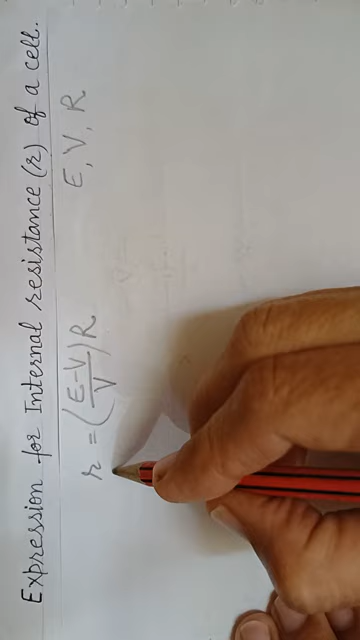 Expression for Internal resistance (r) of a cell.
E, V, R
r = (E-V/V)R